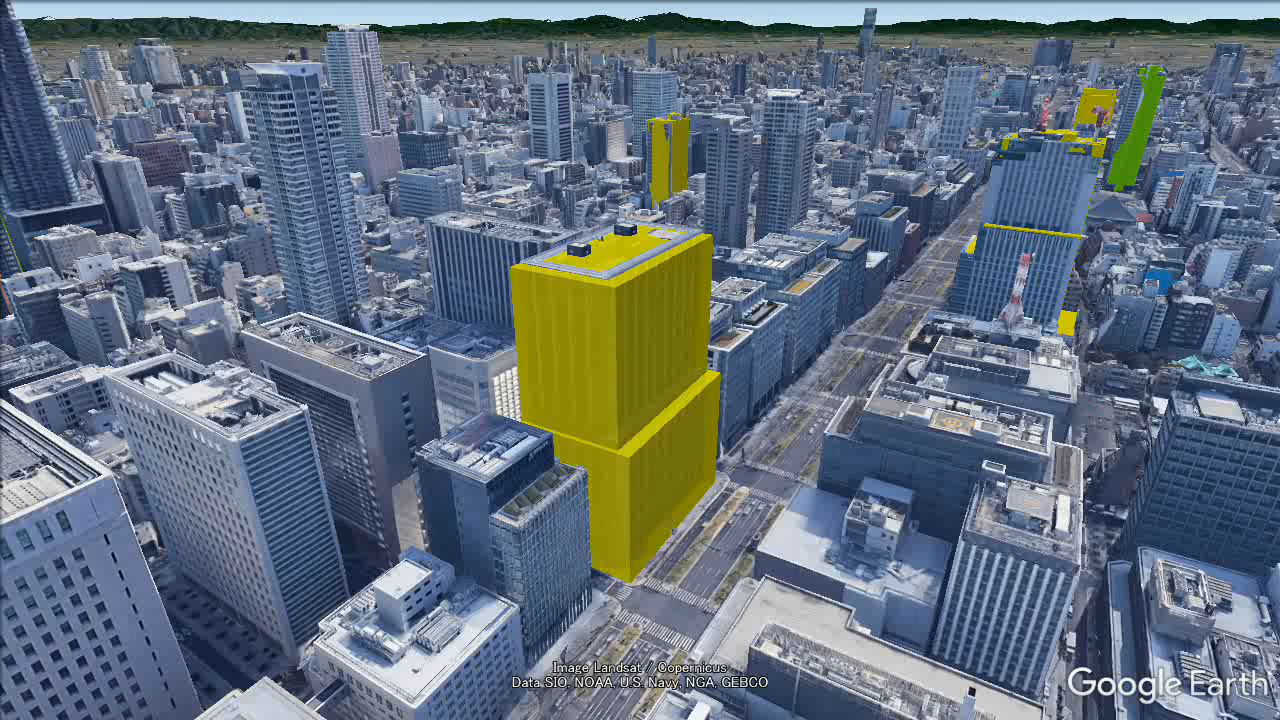 Image Landsat / Copernicus
Data SIO, NOAA, U.S. Navy, NGA, GEBCO
Google Earth